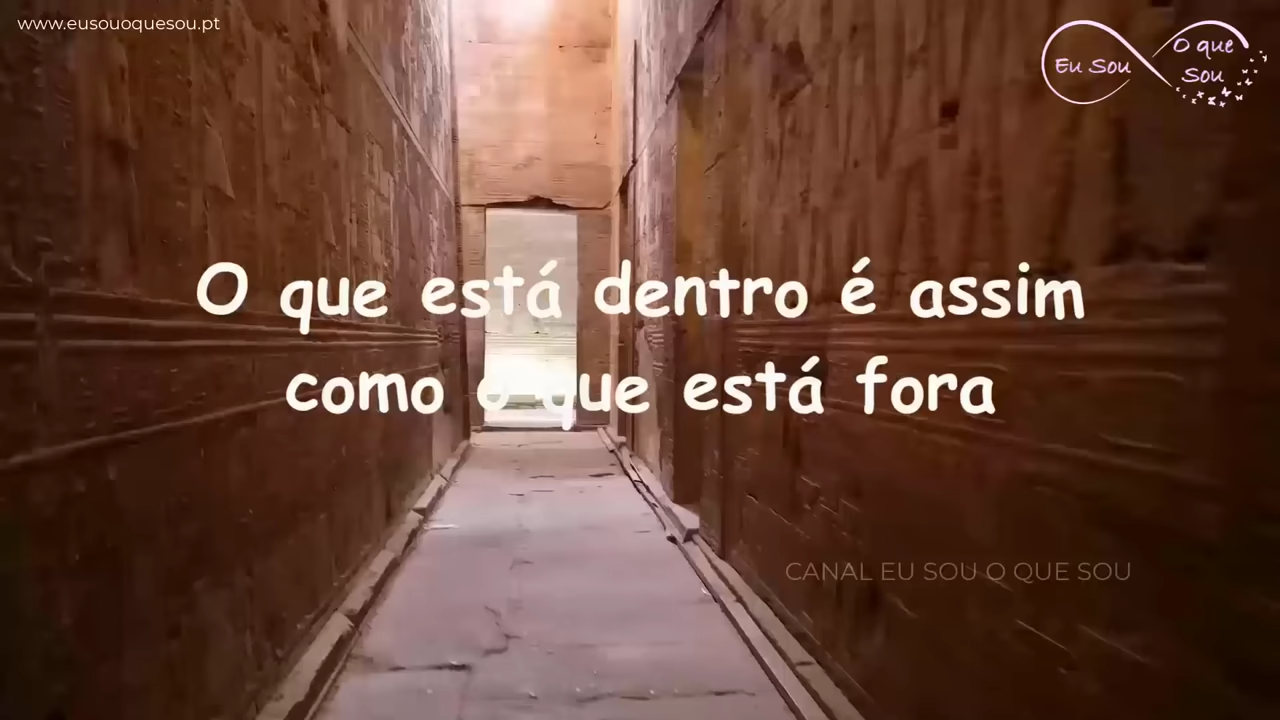 www.eusouoquesou.pt
Eu Sou
O que
Sou
O que está dentro é assim
como o que está fora
CANAL EU SOU O QUE SOU